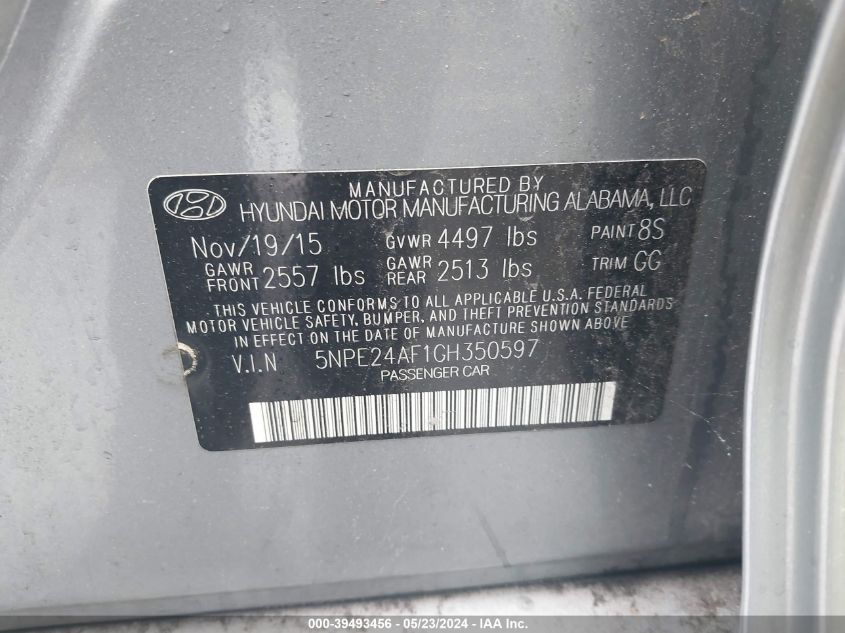 MANUFACTURED BY
HYUNDAI MOTOR MANUFACTURING ALABAMA, LLC
Nov/19/15 GVWR 4497 lbs PAINT 8S
GAWR FRONT 2557 lbs GAWR REAR 2513 lbs TRIM GG
THIS VEHICLE CONFORMS TO ALL APPLICABLE U.S.A. FEDERAL
MOTOR VEHICLE SAFETY, BUMPER, AND THEFT PREVENTION STANDARDS
IN EFFECT ON THE DATE OF MANUFACTURE SHOWN ABOVE.
V.I.N 5NPE24AF1GH350597
PASSENGER CAR
000-39493456 - 05/23/2024 - IAA Inc.